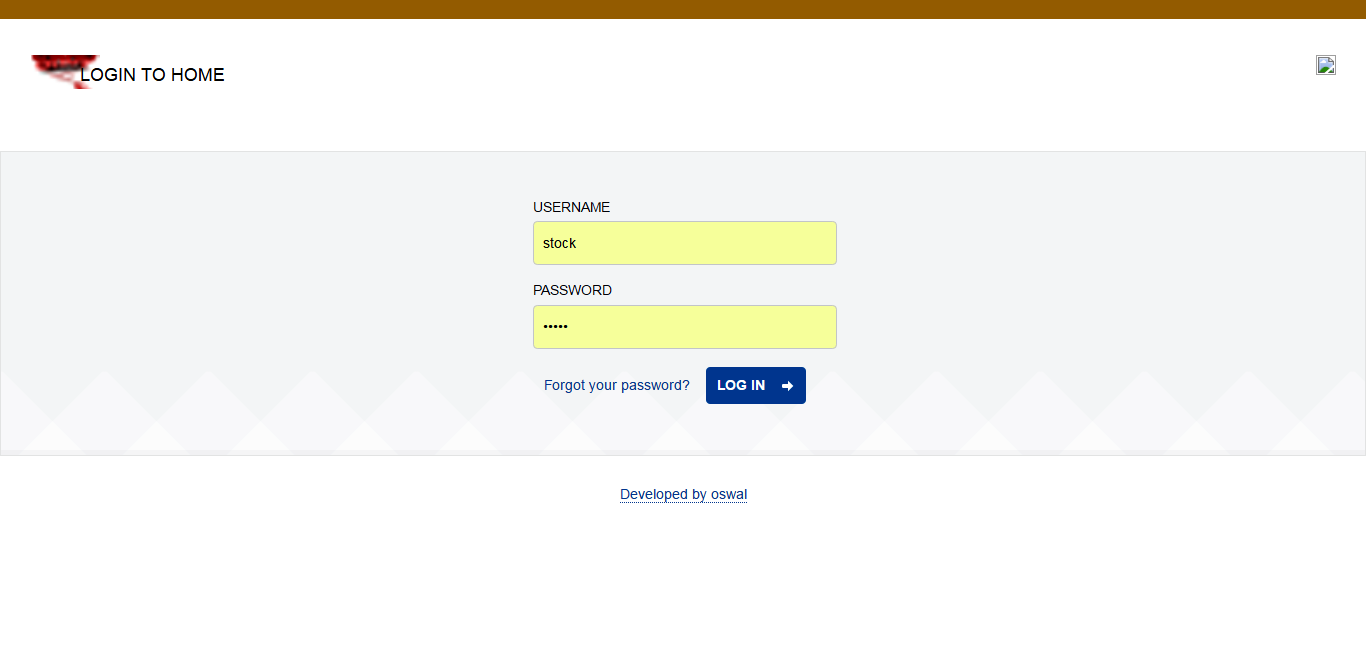 LOGIN TO HOME
USERNAME
stock
PASSWORD
•••••
Forgot your password? LOG IN
Developed by oswal